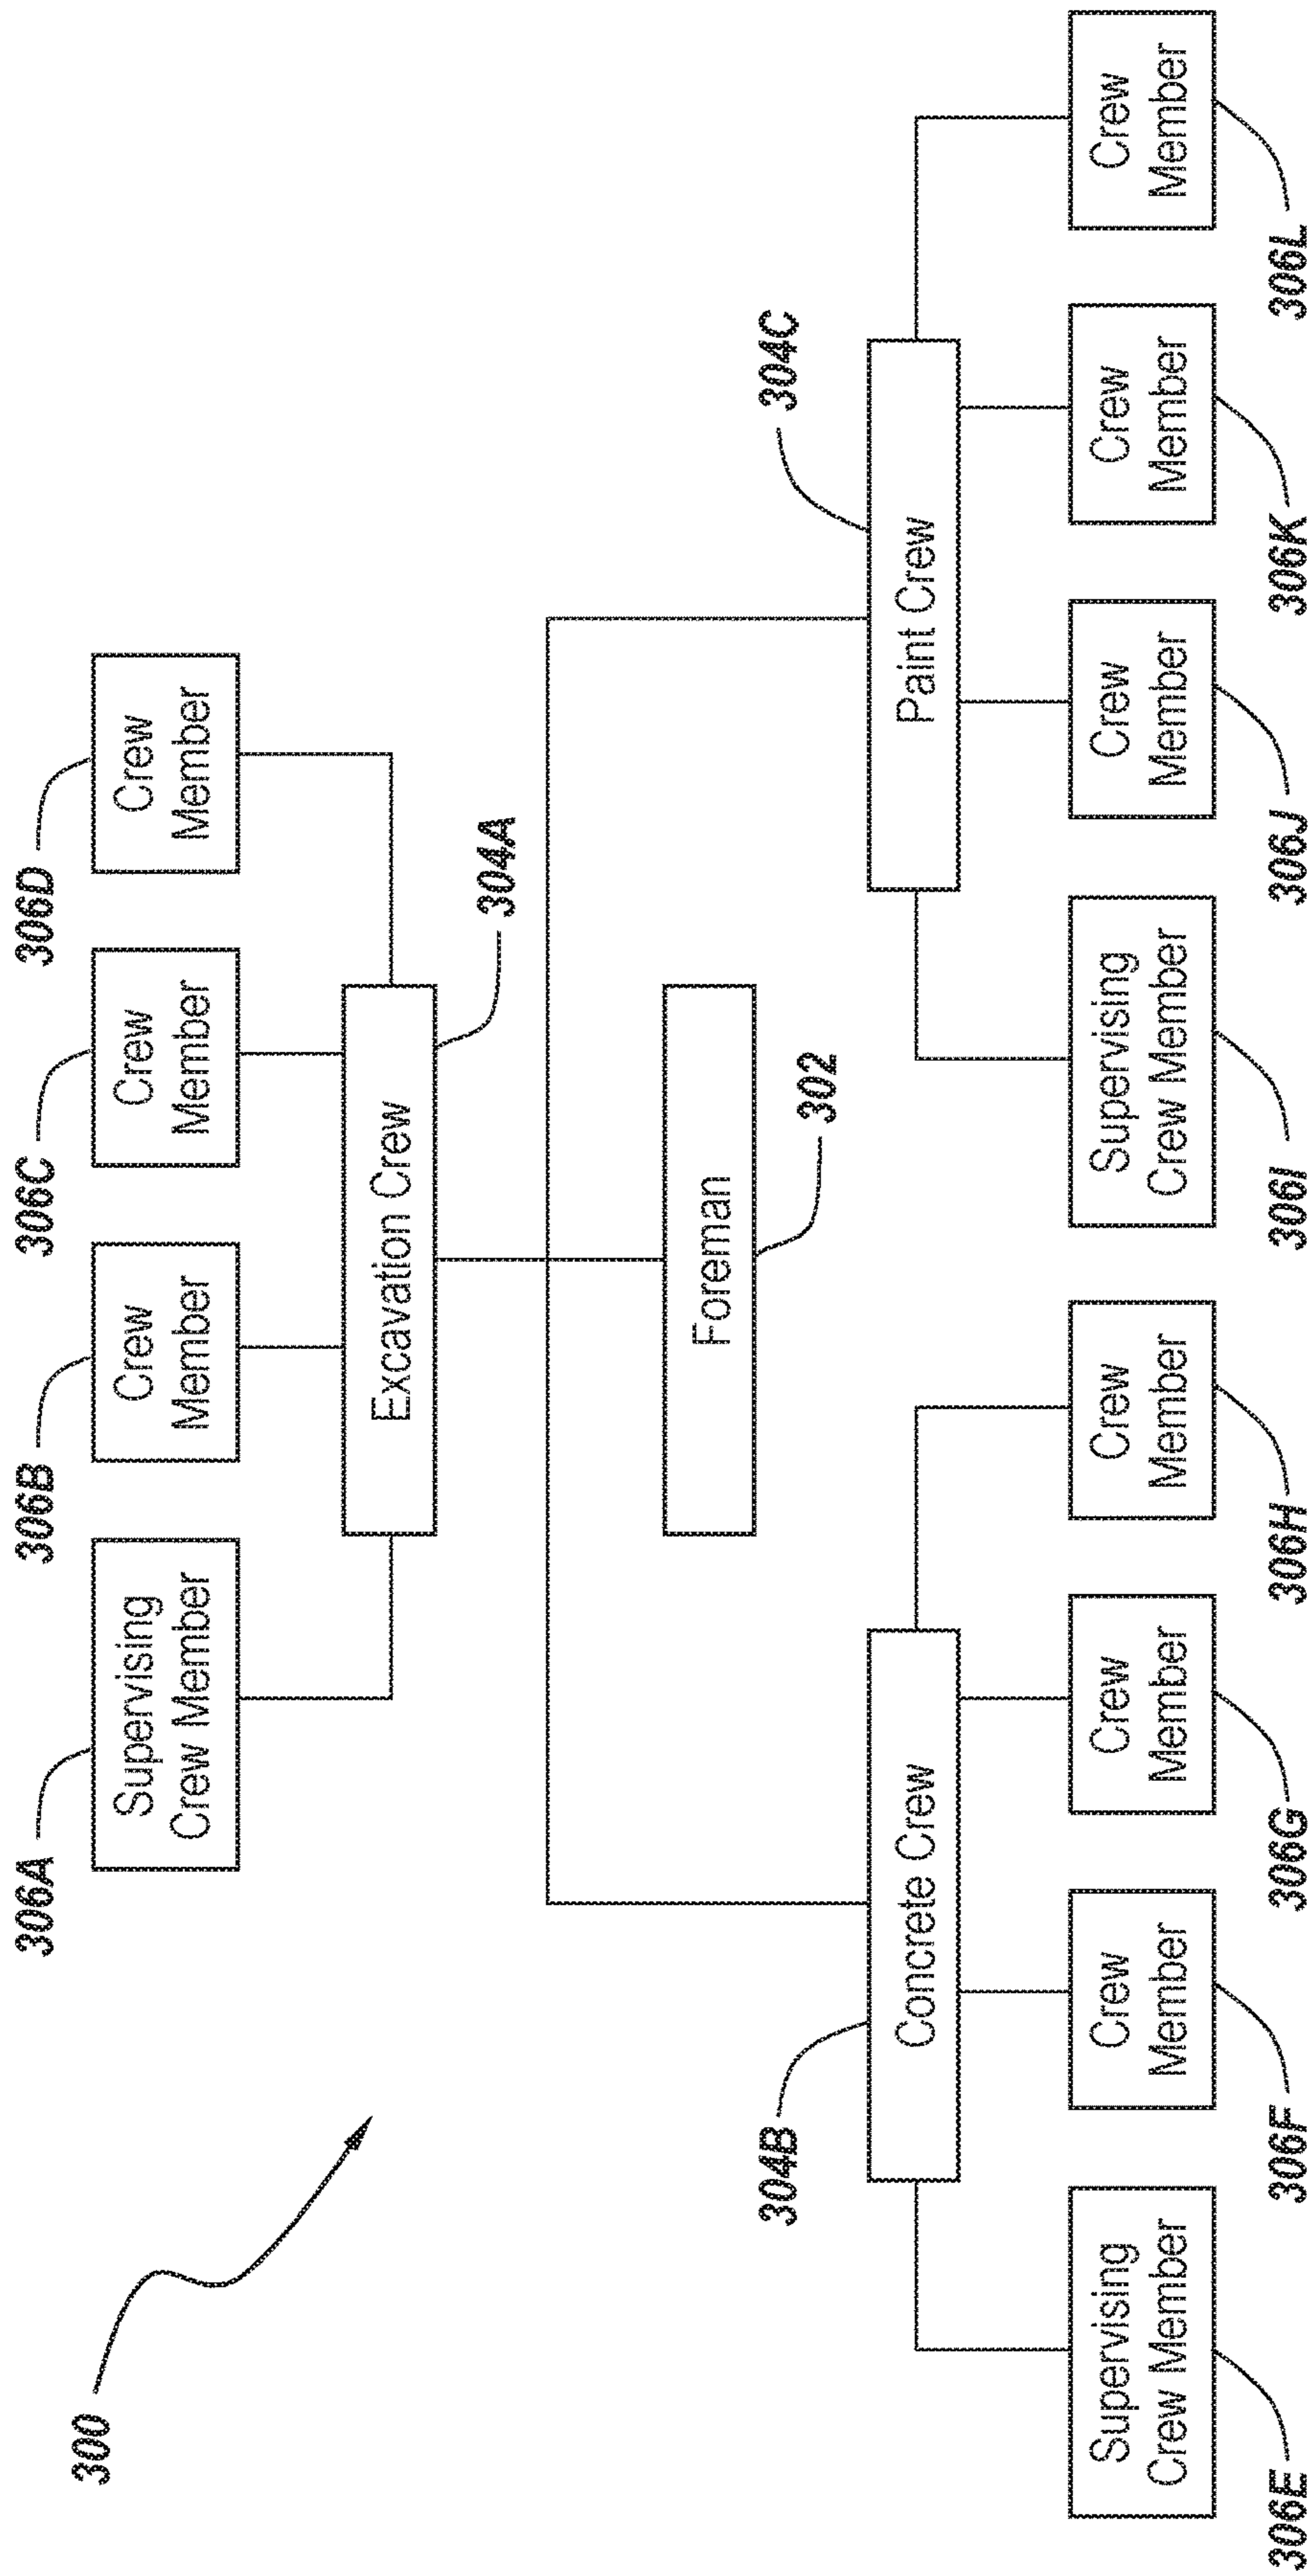 300
306A
306B
306C
306D
Supervising
Crew Member
Crew
Member
Crew
Member
Crew
Member
Excavation Crew
304A
Foreman
302
304B
304C
Concrete Crew
Paint Crew
Supervising
Crew Member
Crew
Member
Crew
Member
Crew
Member
Supervising
Crew Member
Crew
Member
Crew
Member
Crew
Member
306E
306F
306G
306H
306I
306J
306K
306L